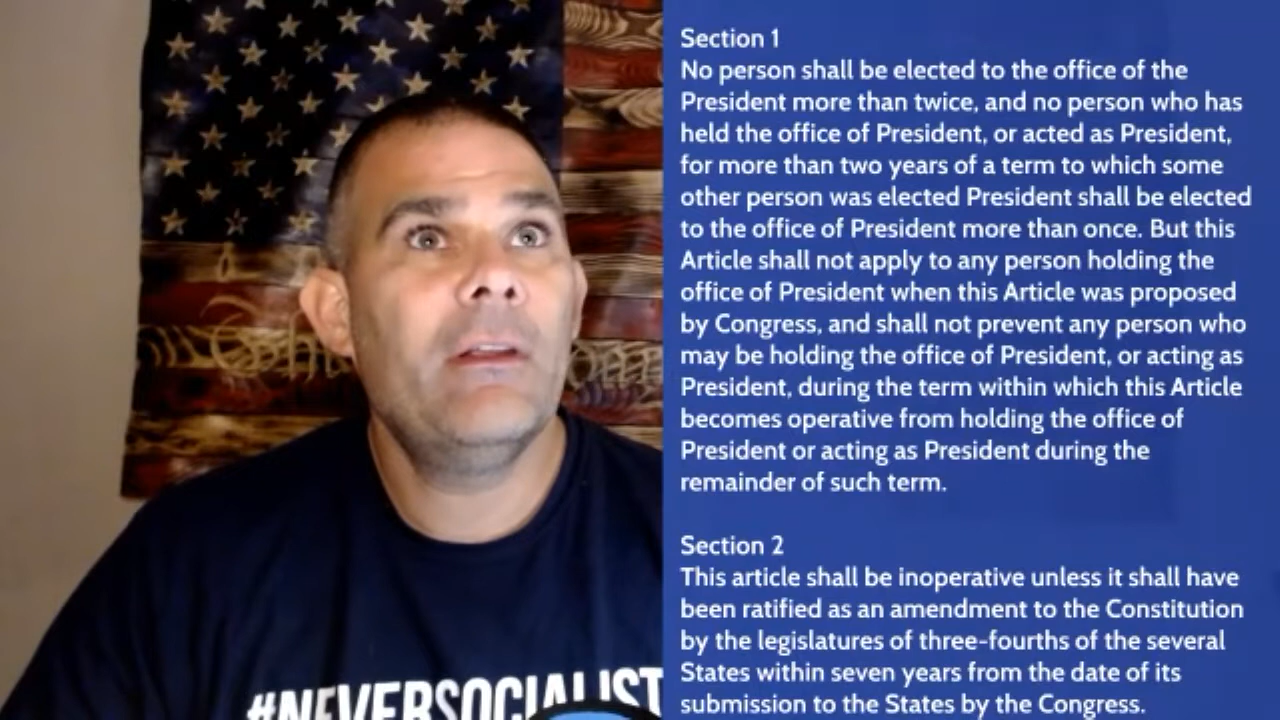 Section 1
No person shall be elected to the office of the
President more than twice, and no person who has
held the office of President, or acted as President,
for more than two years of a term to which some
other person was elected President shall be elected
to the office of President more than once. But this
Article shall not apply to any person holding the
office of President when this Article was proposed
by Congress, and shall not prevent any person who
may be holding the office of President, or acting as
President, during the term within which this Article
becomes operative from holding the office of
President or acting as President during the
remainder of such term.
Section 2
This article shall be inoperative unless it shall have
been ratified as an amendment to the Constitution
by the legislatures of three-fourths of the several
States within seven years from the date of its
submission to the States by the Congress.
#NEVERSOCIALIST